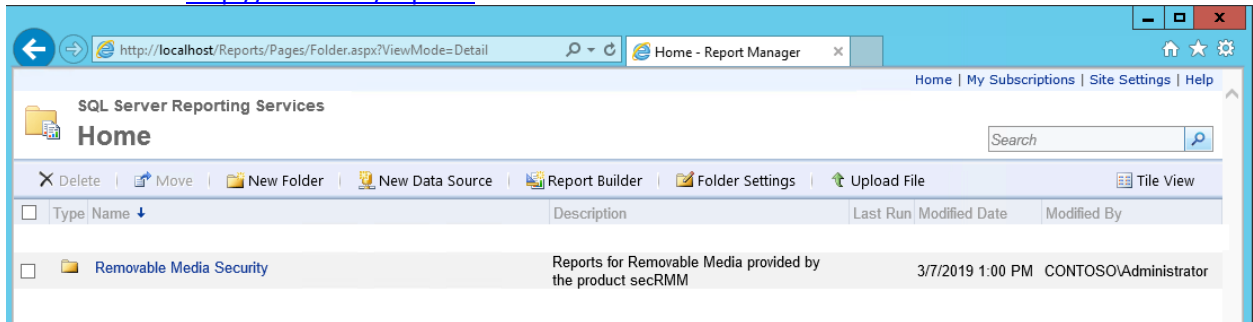 http://localhost/Reports/Pages/Folder.aspx?ViewMode=Detail
Home - Report Manager
Home | My Subscriptions | Site Settings | Help
SQL Server Reporting Services
Home
Search
Delete | Move | New Folder | New Data Source | Report Builder | Folder Settings | Upload File Tile View
Type Name Description Last Run Modified Date Modified By
Removable Media Security Reports for Removable Media provided by 3/7/2019 1:00 PM CONTOSO\Administrator
the product secRMM